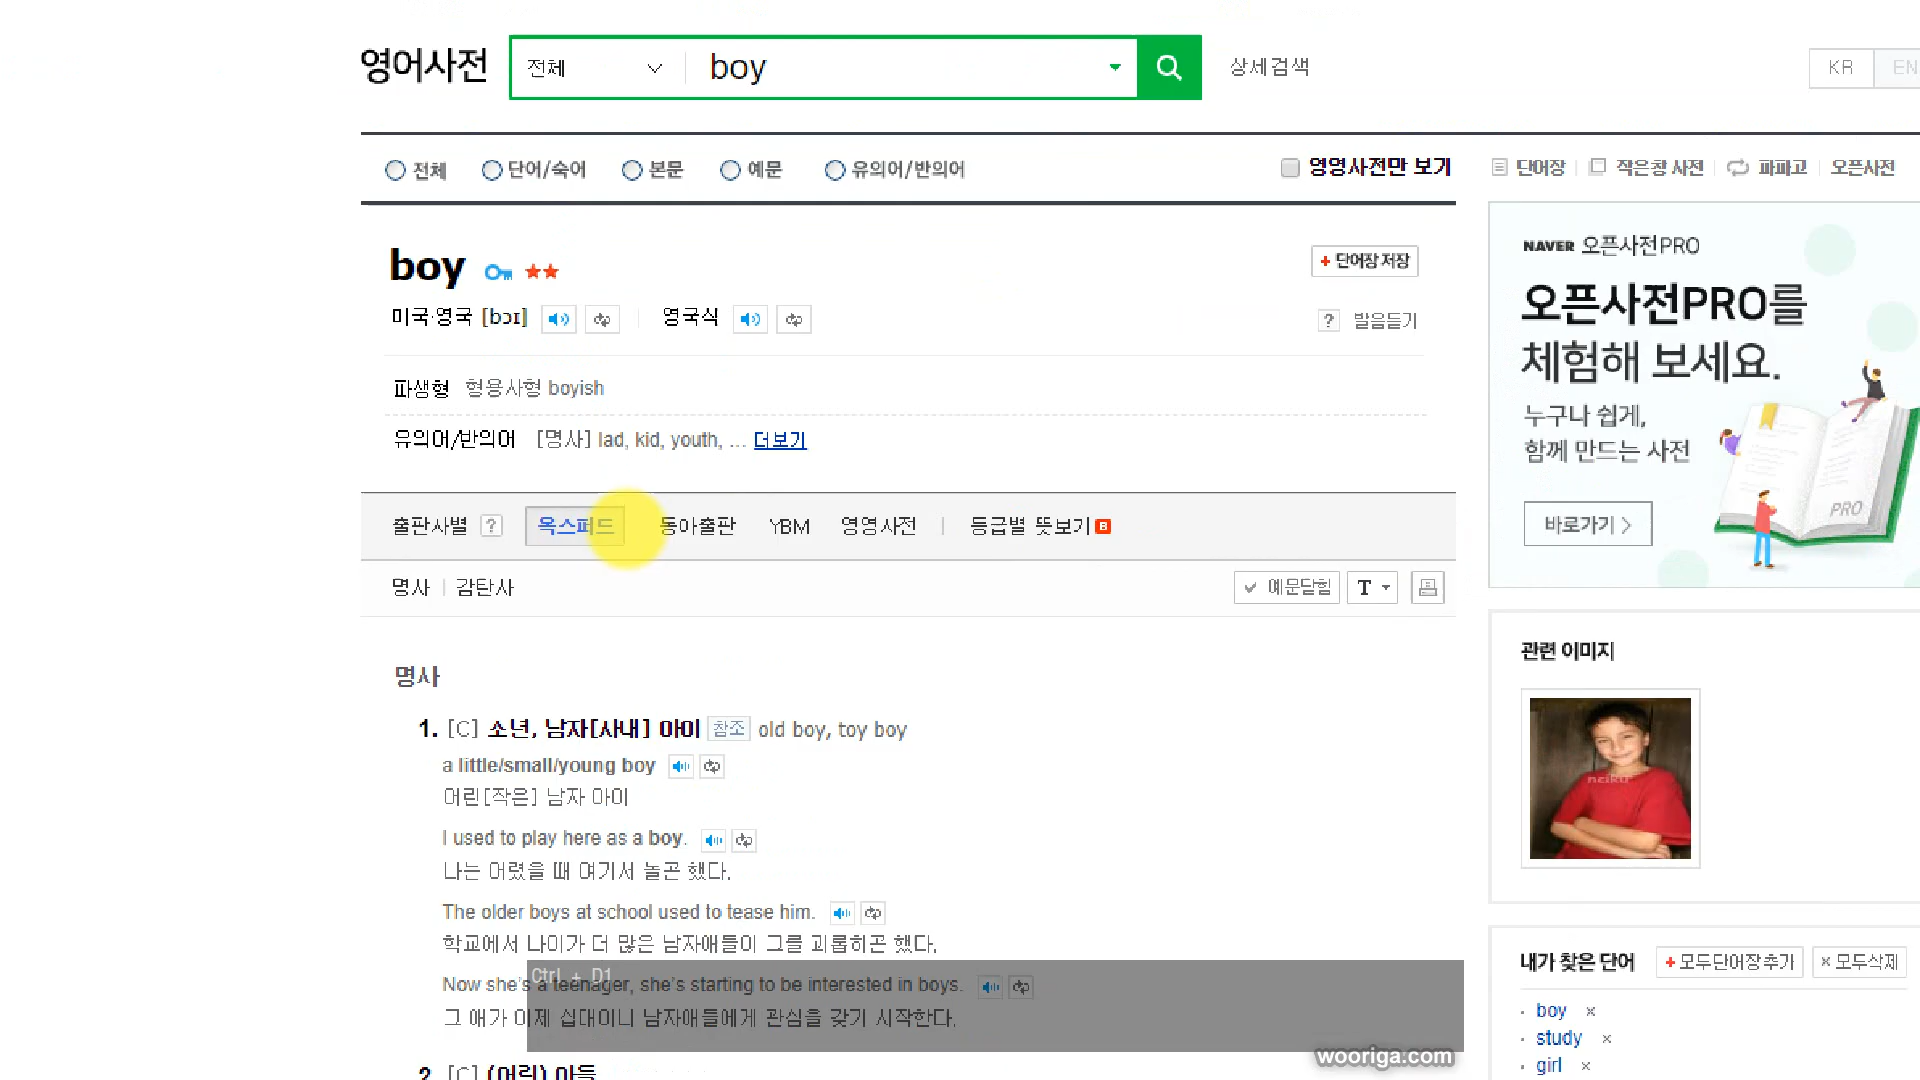 영어사전 전체 boy 상세검색 KR EN
전체 단어/숙어 본문 예문 유의어/반의어 영영사전만 보기 단어장 작은창 사전 파파고 오픈사전
boy
+ 단어장 저장
미국·영국 [bɔɪ] 영국식 ? 발음듣기
파생형 형용사형 boyish
유의어/반의어 [명사] lad, kid, youth, ... 더보기
출판사별 ? 옥스퍼드 동아출판 YBM 영영사전 등급별 뜻보기
명사 감탄사 예문닫힘 T
명사
1. [C] 소년, 남자[사내] 아이 참조 old boy, toy boy
a little/small/young boy
어린[작은] 남자 아이
I used to play here as a boy.
나는 어렸을 때 여기서 놀곤 했다.
The older boys at school used to tease him.
학교에서 나이가 더 많은 남자애들이 그를 괴롭히곤 했다.
Ctrl + D1
Now she's a teenager, she's starting to be interested in boys.
그 애가 이제 십대이니 남자애들에게 관심을 갖기 시작한다.
2. [C] (어린) 아들
NAVER 오픈사전PRO
오픈사전PRO를
체험해 보세요.
누구나 쉽게,
함께 만드는 사전
PRO
바로가기 >
관련 이미지
nciku
내가 찾은 단어 + 모두단어장추가 × 모두삭제
· boy ×
· study ×
· girl ×
wooriga.com